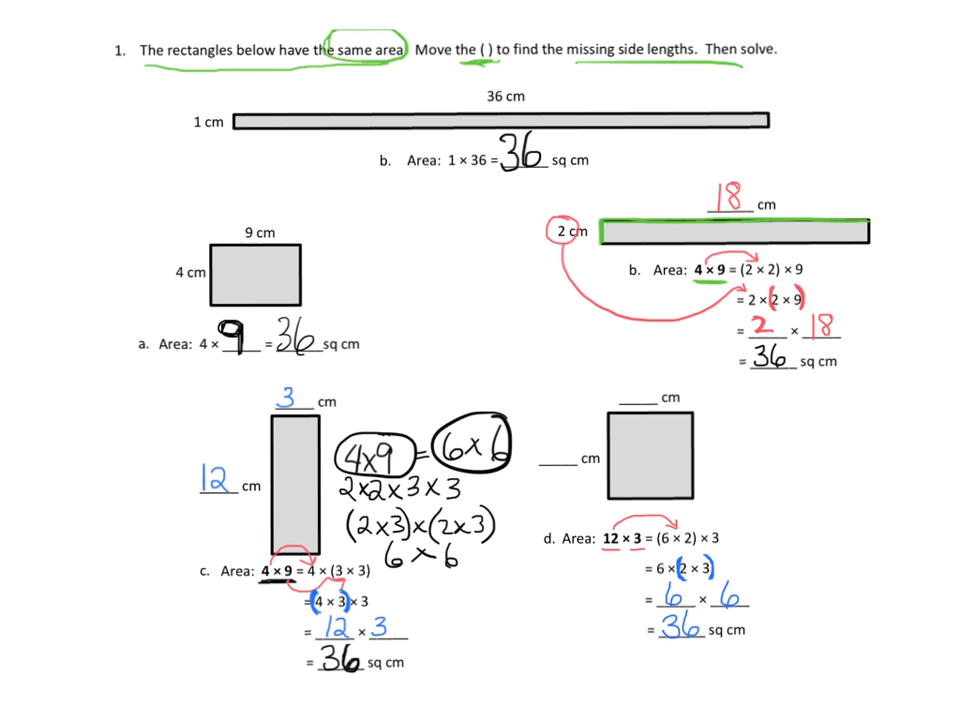 1. The rectangles below have the same area. Move the ( ) to find the missing side lengths. Then solve.
36 cm
1 cm
b. Area: 1 × 36 = 36 sq cm
18 cm
9 cm
2 cm
4 cm
b. Area: 4 × 9 = (2 × 2) × 9
= 2 × (2 × 9)
= 2 × 18
= 36 sq cm
a. Area: 4 × 9 = 36 sq cm
3 cm
12 cm
4x9 = 6x6
2x2x3x3
(2x3)x(2x3)
6x6
c. Area: 4 × 9 = 4 × (3 × 3)
= (4 × 3) × 3
= 12 × 3
= 36 sq cm
____ cm
____ cm
d. Area: 12 × 3 = (6 × 2) × 3
= 6 × (2 × 3)
= 6 × 6
= 36 sq cm